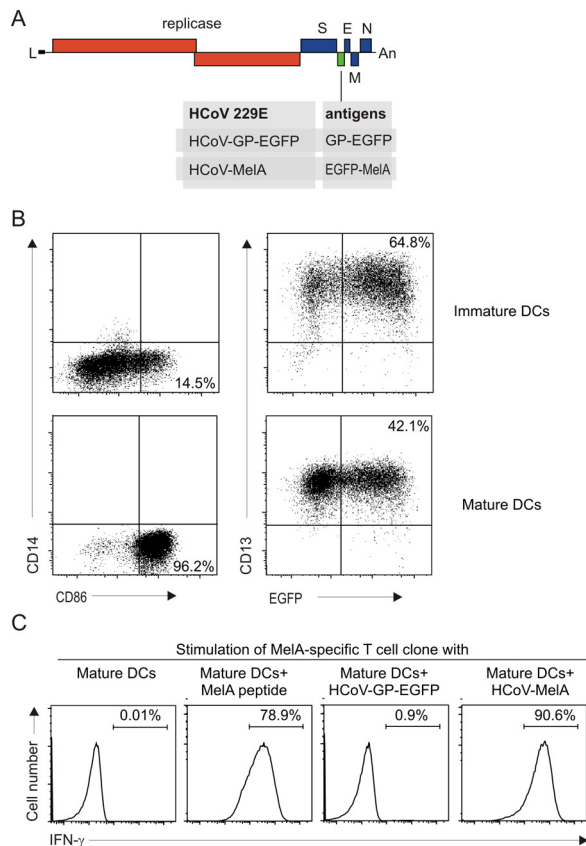 A
replicase
S E N
L An
M
HCoV 229E antigens
HCoV-GP-EGFP GP-EGFP
HCoV-MelA EGFP-MelA
B
64.8%
Immature DCs
14.5%
42.1%
Mature DCs
96.2%
CD14
CD13
CD86
EGFP
C
Stimulation of MelA-specific T cell clone with
Mature DCs
Mature DCs+
MelA peptide
Mature DCs+
HCoV-GP-EGFP
Mature DCs+
HCoV-MelA
0.01% 78.9% 0.9% 90.6%
Cell number
IFN-γ